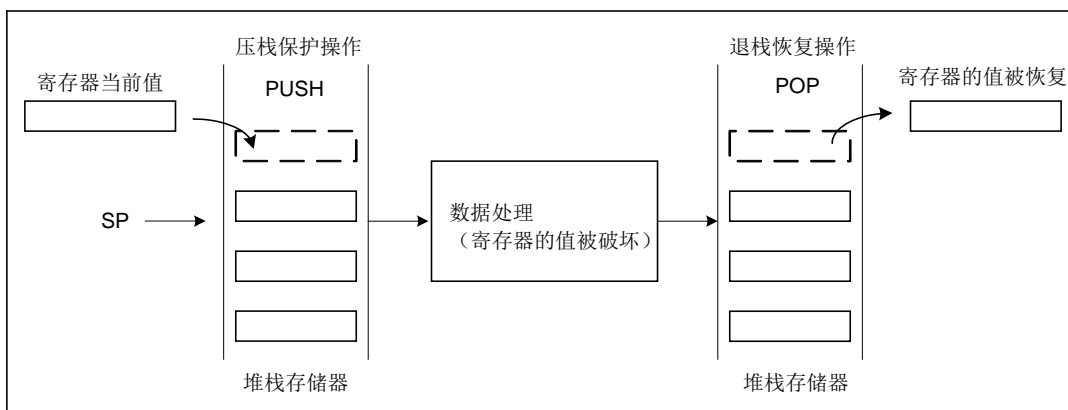 压栈保护操作
退栈恢复操作
寄存器当前值
PUSH
POP
寄存器的值被恢复
SP
数据处理
（寄存器的值被破坏）
堆栈存储器
堆栈存储器